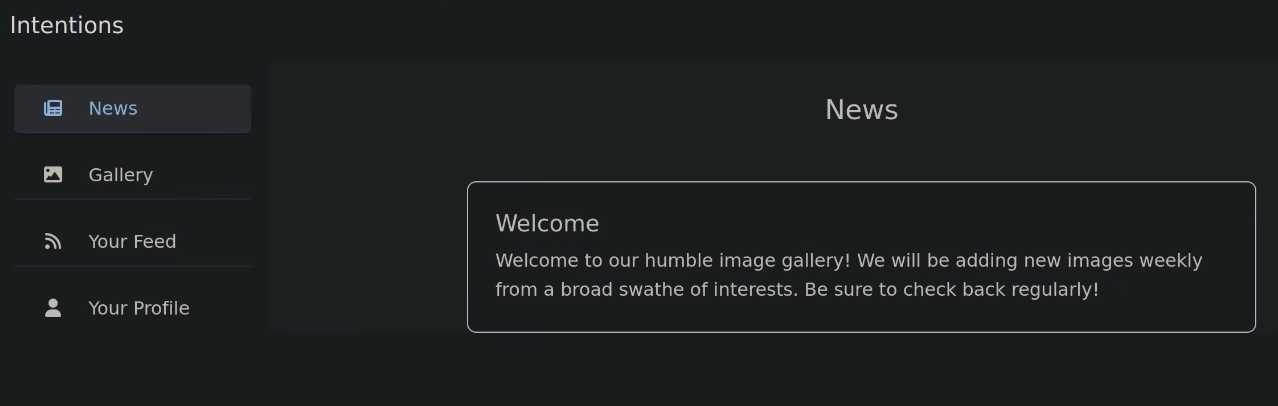 Intentions
News
Gallery
Your Feed
Your Profile
News
Welcome
Welcome to our humble image gallery! We will be adding new images weekly
from a broad swathe of interests. Be sure to check back regularly!